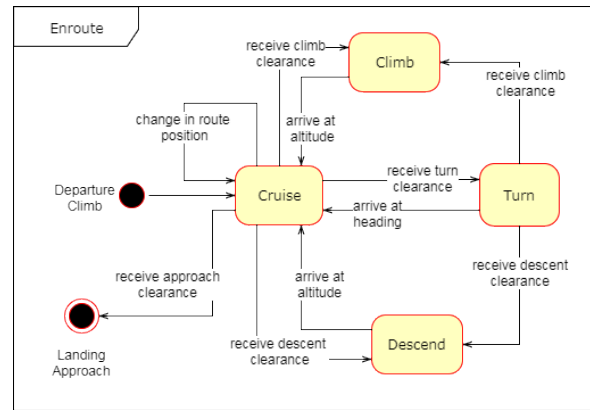 Enroute
receive climb
clearance
Climb
receive climb
clearance
change in route
position
arrive at
altitude
Departure
Climb
Cruise
receive turn
clearance
Turn
arrive at
heading
receive approach
clearance
arrive at
altitude
receive descent
clearance
receive descent
clearance
Descend
Landing
Approach